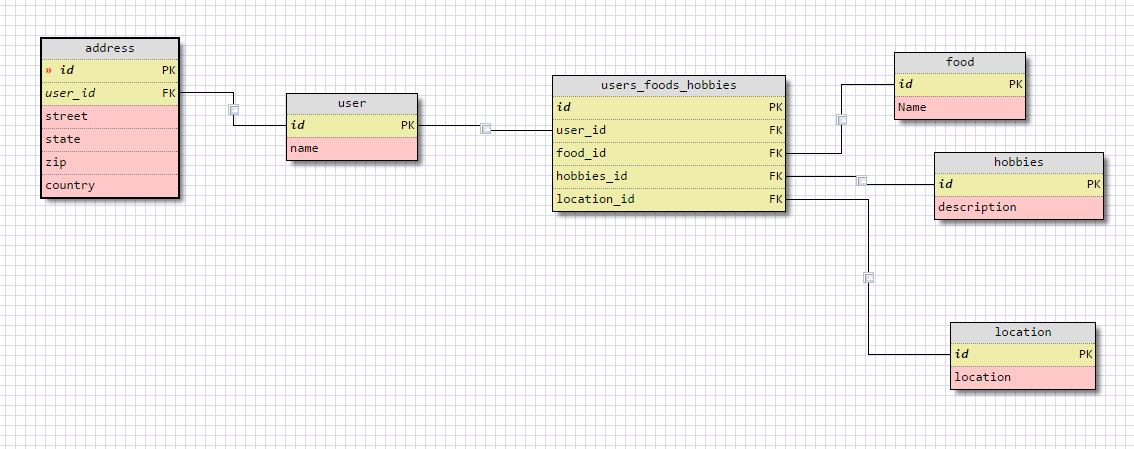 address
» id PK
user_id FK
street
state
zip
country
user
id PK
name
users_foods_hobbies
id PK
user_id FK
food_id FK
hobbies_id FK
location_id FK
food
id PK
Name
hobbies
id PK
description
location
id PK
location